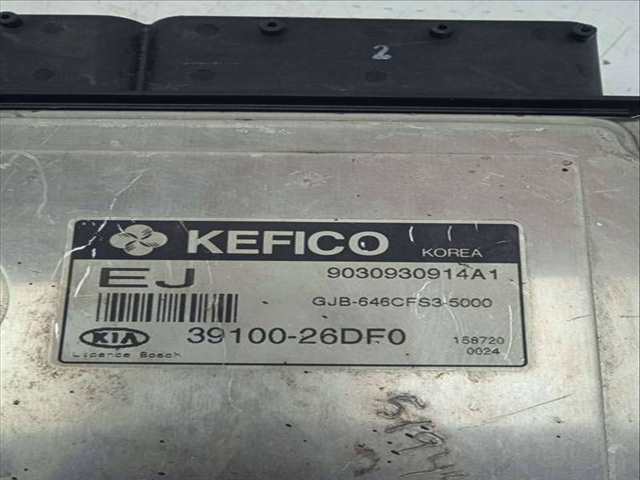 2
KEFICO KOREA
EJ 9030930914A1
GJB-646CFS3-5000
KIA 39100-26DF0 158720
Licence Bosch 0024